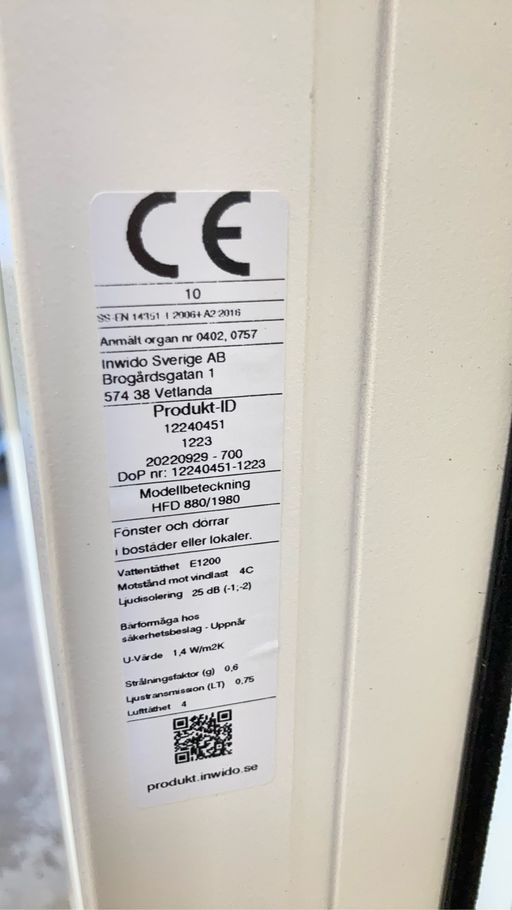 CE
10
SS-EN 14351-1 2006+A2 2016
Anmält organ nr 0402, 0757
Inwido Sverige AB
Brogårdsgatan 1
574 38 Vetlanda
Produkt-ID
12240451
1223
20220929 - 700
DoP nr: 12240451-1223
Modellbeteckning
HFD 880/1980
Fönster och dörrar
i bostäder eller lokaler.
Vattentäthet E1200
Motstånd mot vindlast 4C
Ljudisolering 25 dB (-1;-2)
Bärförmåga hos
säkerhetsbeslag - Uppnår
U-Värde 1,4 W/m2K
Strålningsfaktor (g) 0,6
Ljustransmission (LT) 0,75
Lufttäthet 4
produkt.inwido.se